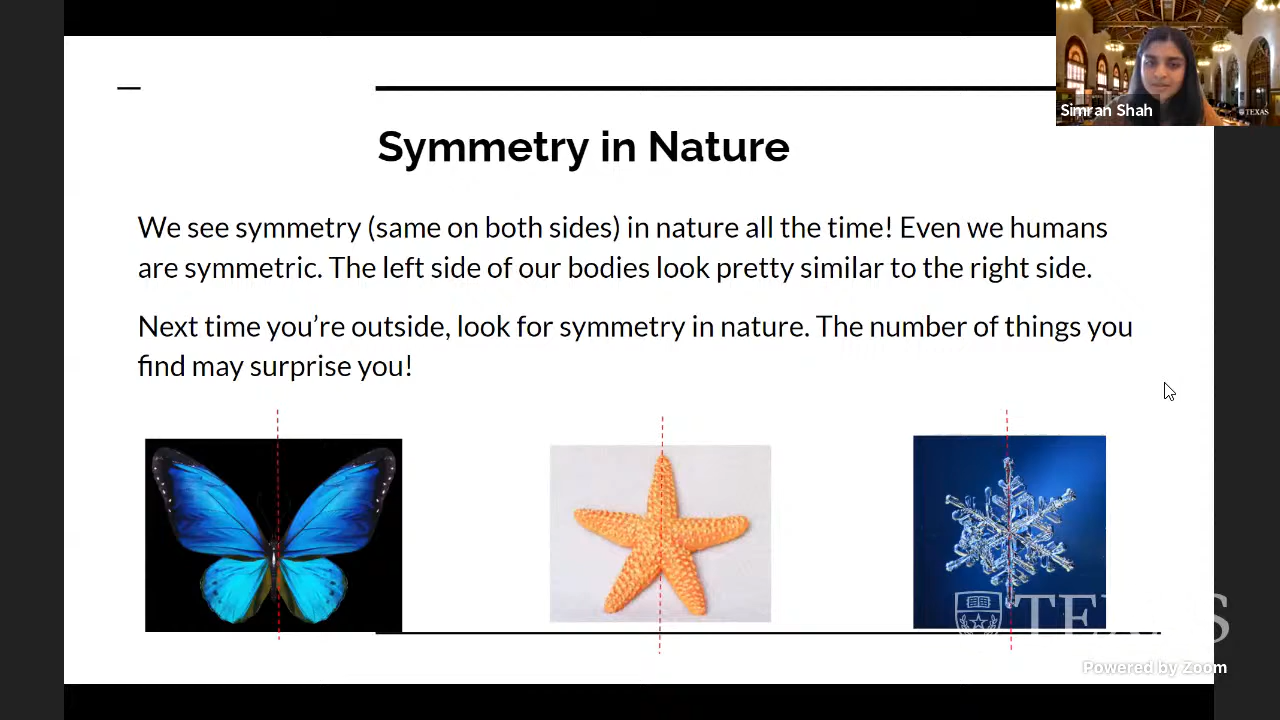 Simran Shah
TEXAS
Symmetry in Nature
We see symmetry (same on both sides) in nature all the time! Even we humans
are symmetric. The left side of our bodies look pretty similar to the right side.
Next time you’re outside, look for symmetry in nature. The number of things you
find may surprise you!
TEXAS
Powered by Zoom